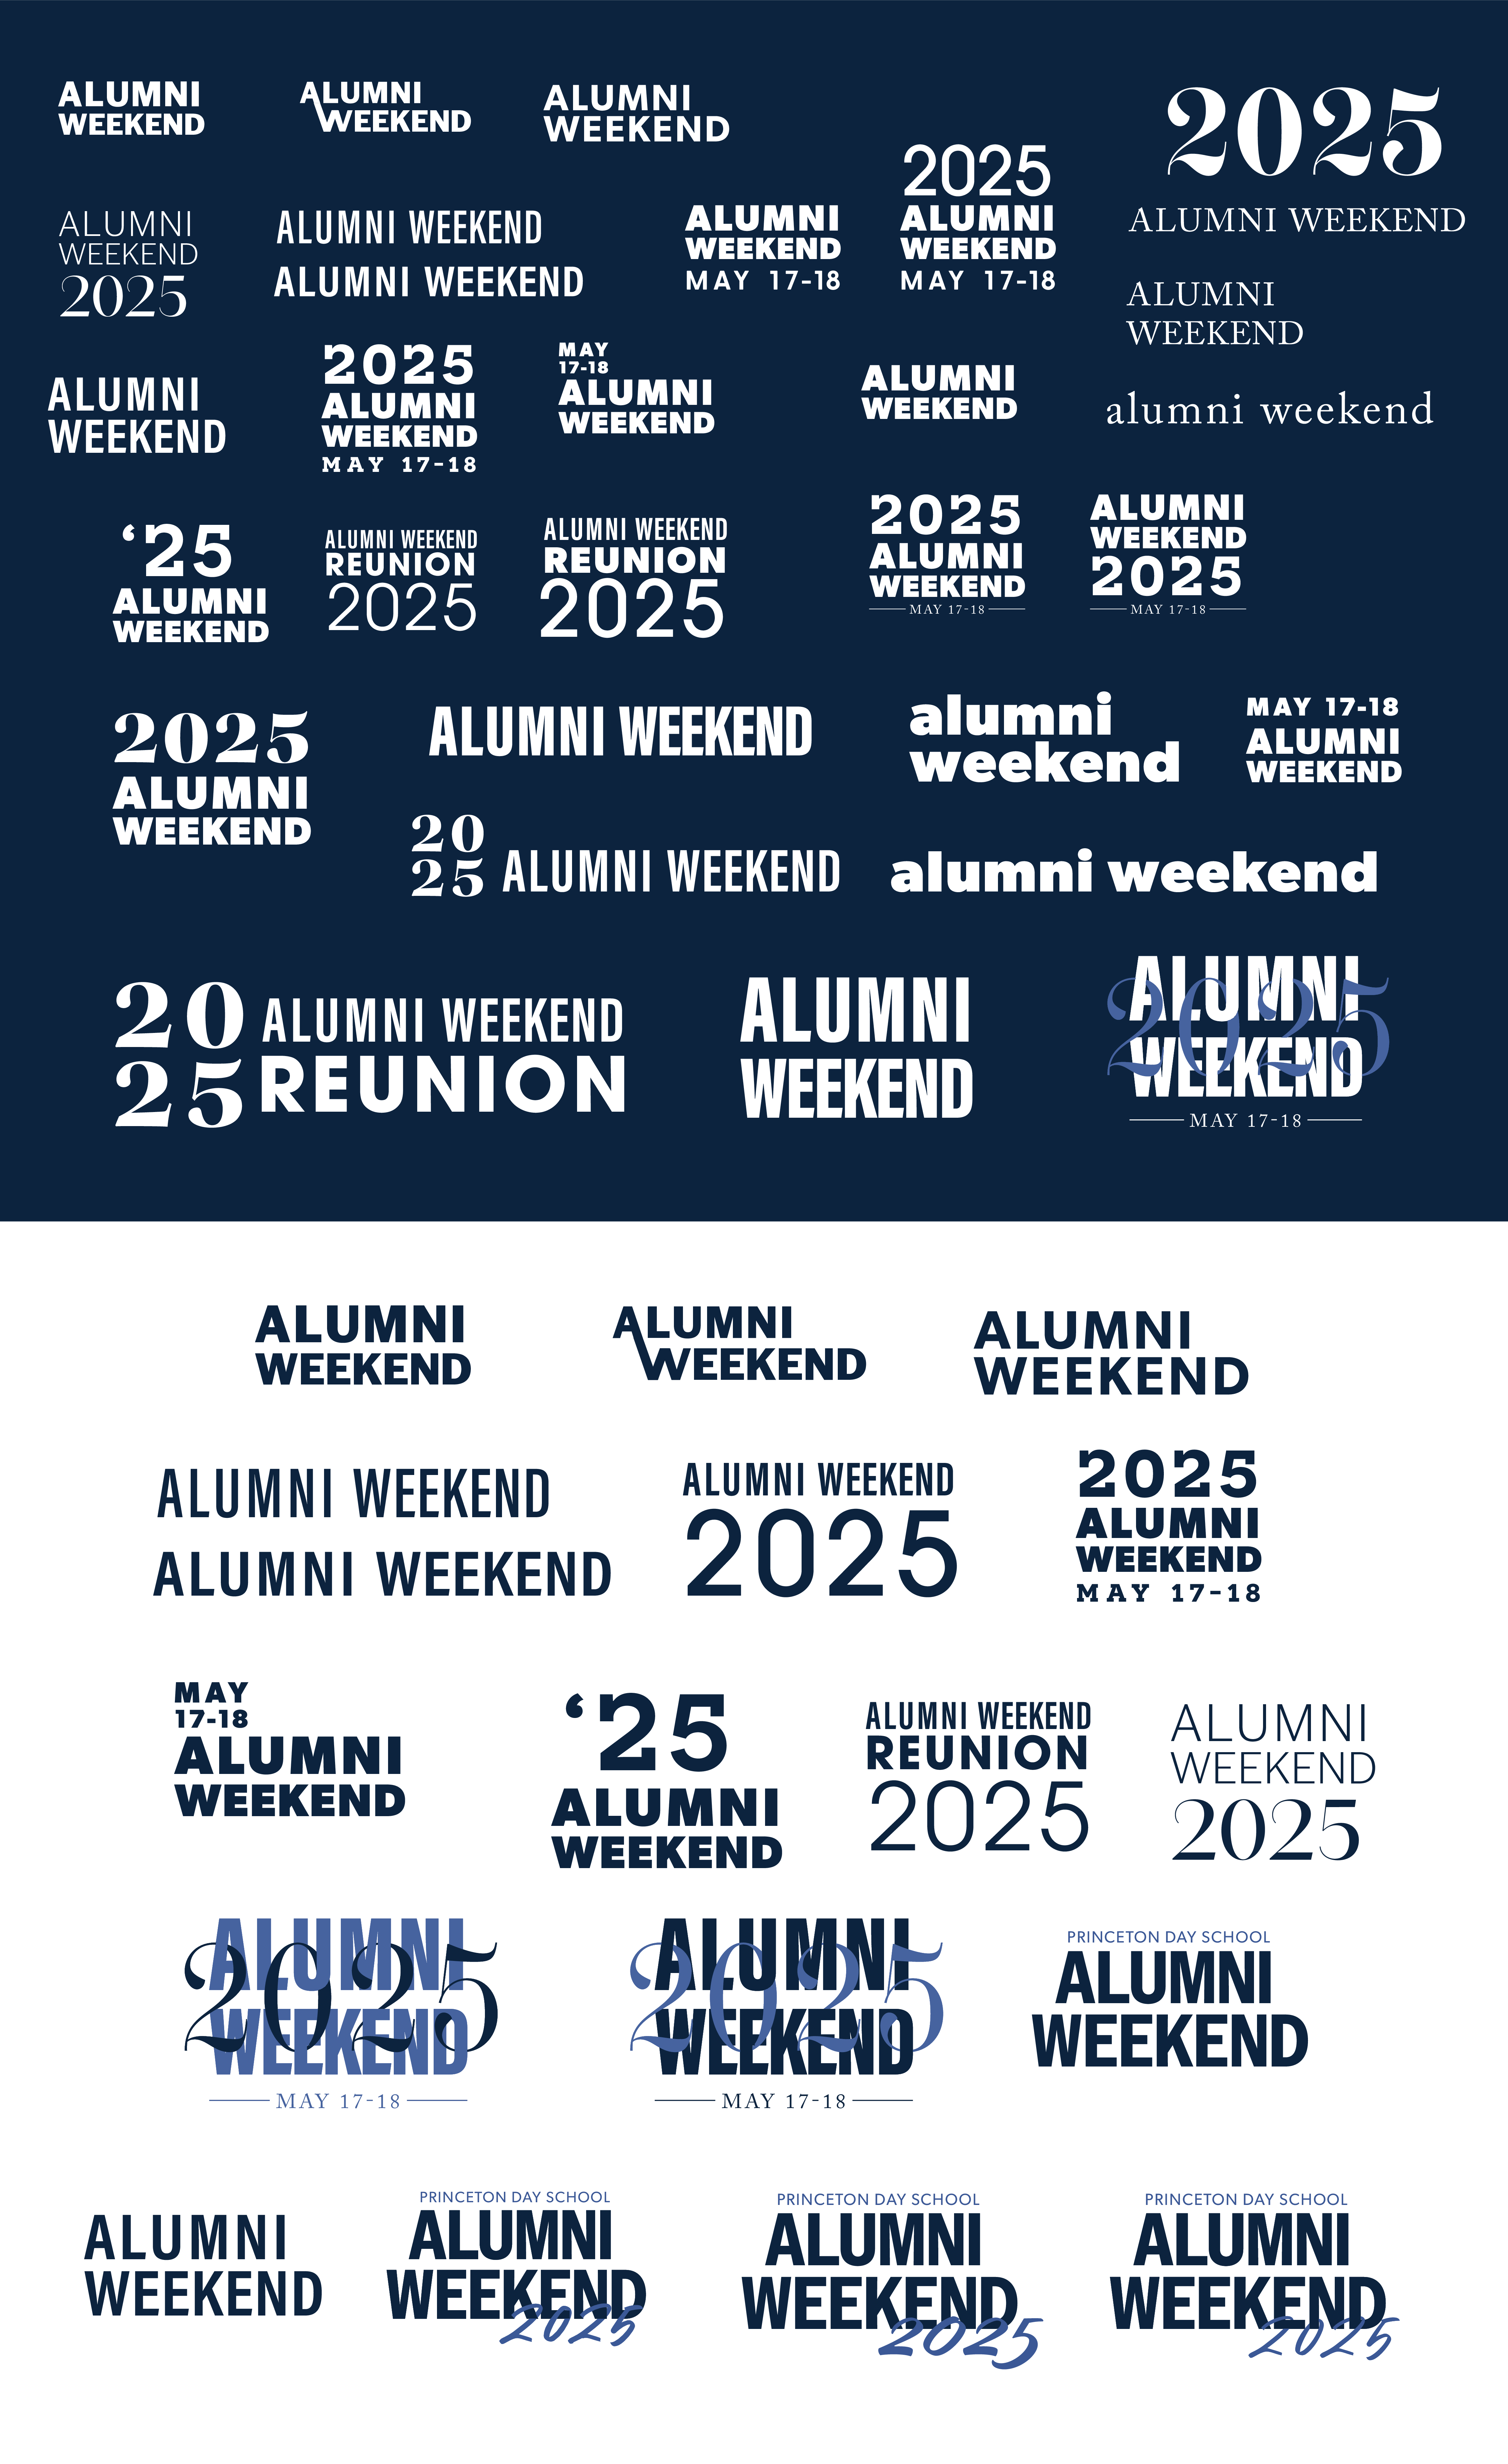 ALUMNI
WEEKEND
ALUMNI
WEEKEND
ALUMNI
WEEKEND
2025
ALUMNI WEEKEND
ALUMNI
WEEKEND
alumni weekend
ALUMNI
WEEKEND
2025
ALUMNI WEEKEND
ALUMNI WEEKEND
ALUMNI
WEEKEND
MAY 17-18
2025
ALUMNI
WEEKEND
MAY 17-18
ALUMNI
WEEKEND
2025
ALUMNI
WEEKEND
MAY 17-18
MAY
17-18
ALUMNI
WEEKEND
ALUMNI
WEEKEND
‘25
ALUMNI
WEEKEND
ALUMNI WEEKEND
REUNION
2025
ALUMNI WEEKEND
REUNION
2025
2025
ALUMNI
WEEKEND
MAY 17-18
ALUMNI
WEEKEND
2025
MAY 17-18
2025
ALUMNI
WEEKEND
ALUMNI WEEKEND
alumni
weekend
MAY 17-18
ALUMNI
WEEKEND
20
25 ALUMNI WEEKEND
alumni weekend
20 ALUMNI WEEKEND
25 REUNION
ALUMNI
WEEKEND
ALUMNI
2025
WEEKEND
MAY 17-18
ALUMNI
WEEKEND
ALUMNI
WEEKEND
ALUMNI
WEEKEND
ALUMNI WEEKEND
ALUMNI WEEKEND
ALUMNI WEEKEND
2025
2025
ALUMNI
WEEKEND
MAY 17-18
MAY
17-18
ALUMNI
WEEKEND
‘25
ALUMNI
WEEKEND
ALUMNI WEEKEND
REUNION
2025
ALUMNI
WEEKEND
2025
ALUMNI
2025
WEEKEND
MAY 17-18
ALUMNI
2025
WEEKEND
MAY 17-18
PRINCETON DAY SCHOOL
ALUMNI
WEEKEND
ALUMNI
WEEKEND
PRINCETON DAY SCHOOL
ALUMNI
WEEKEND
2025
PRINCETON DAY SCHOOL
ALUMNI
WEEKEND
2025
PRINCETON DAY SCHOOL
ALUMNI
WEEKEND
2025